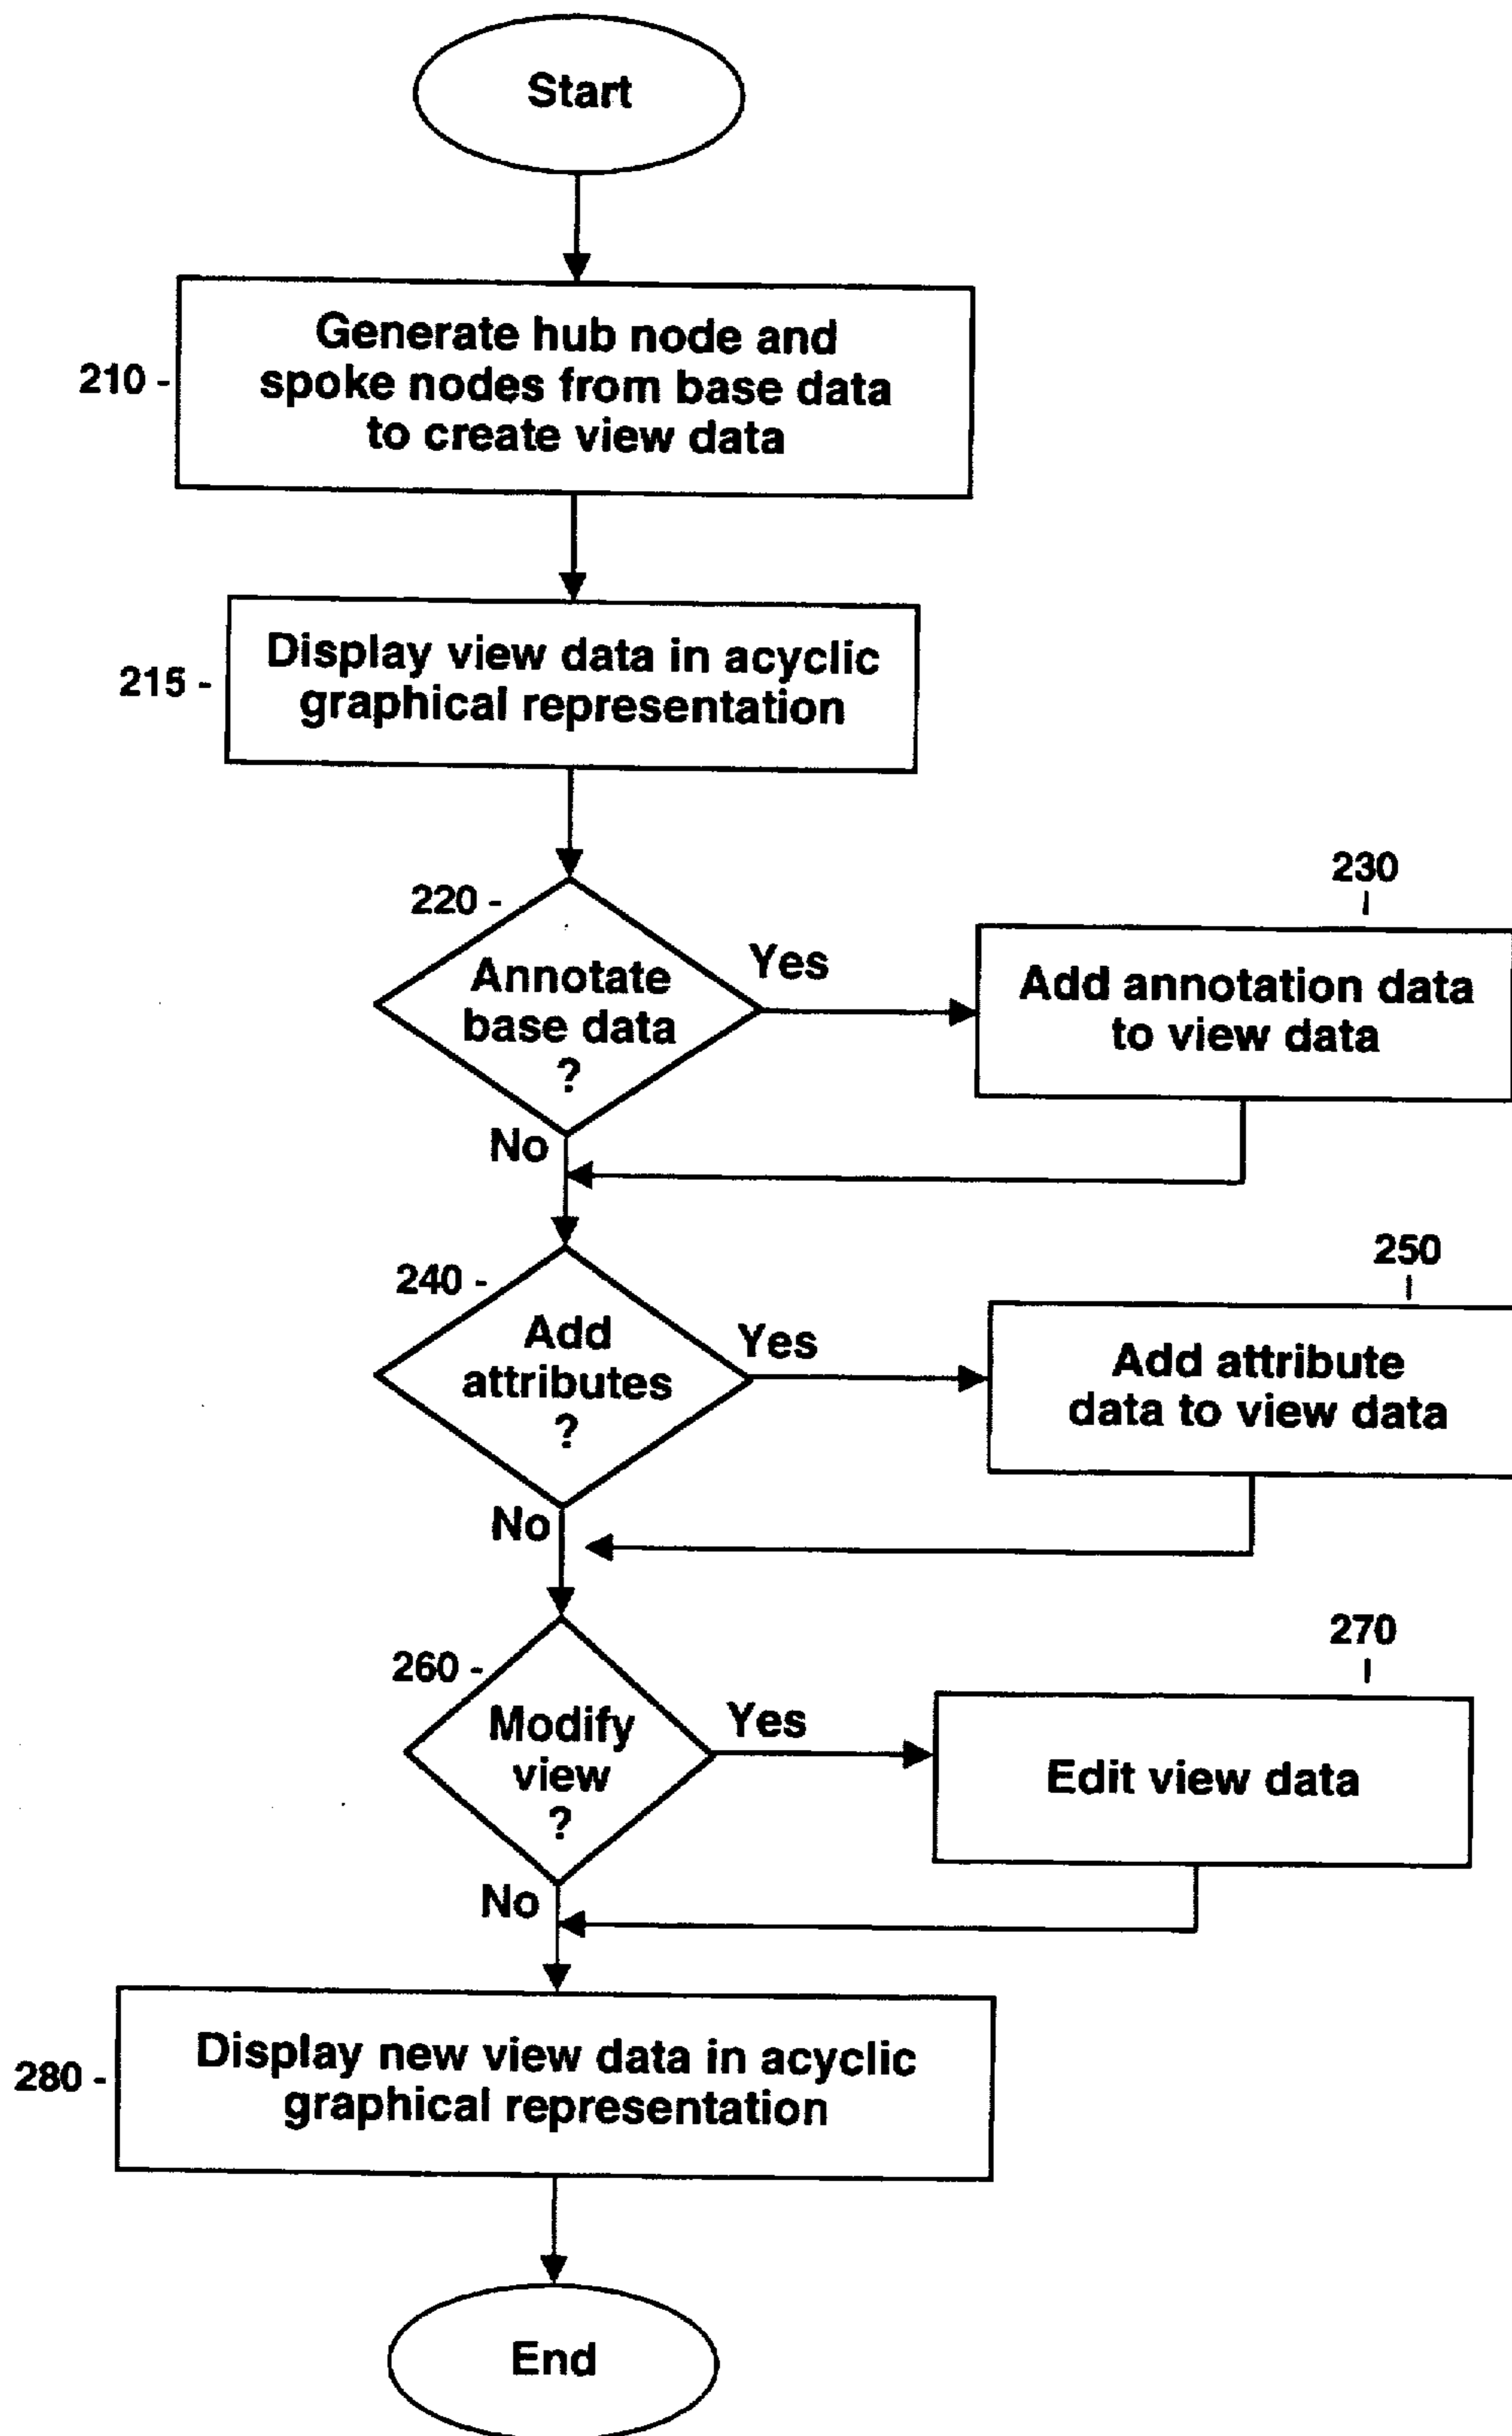 Start
210 -
Generate hub node and
spoke nodes from base data
to create view data
215 -
Display view data in acyclic
graphical representation
220 -
Annotate
base data
?
Yes
230
Add annotation data
to view data
No
240 -
Add
attributes
?
Yes
250
Add attribute
data to view data
No
260 -
Modify
view
?
Yes
270
Edit view data
No
280 -
Display new view data in acyclic
graphical representation
End